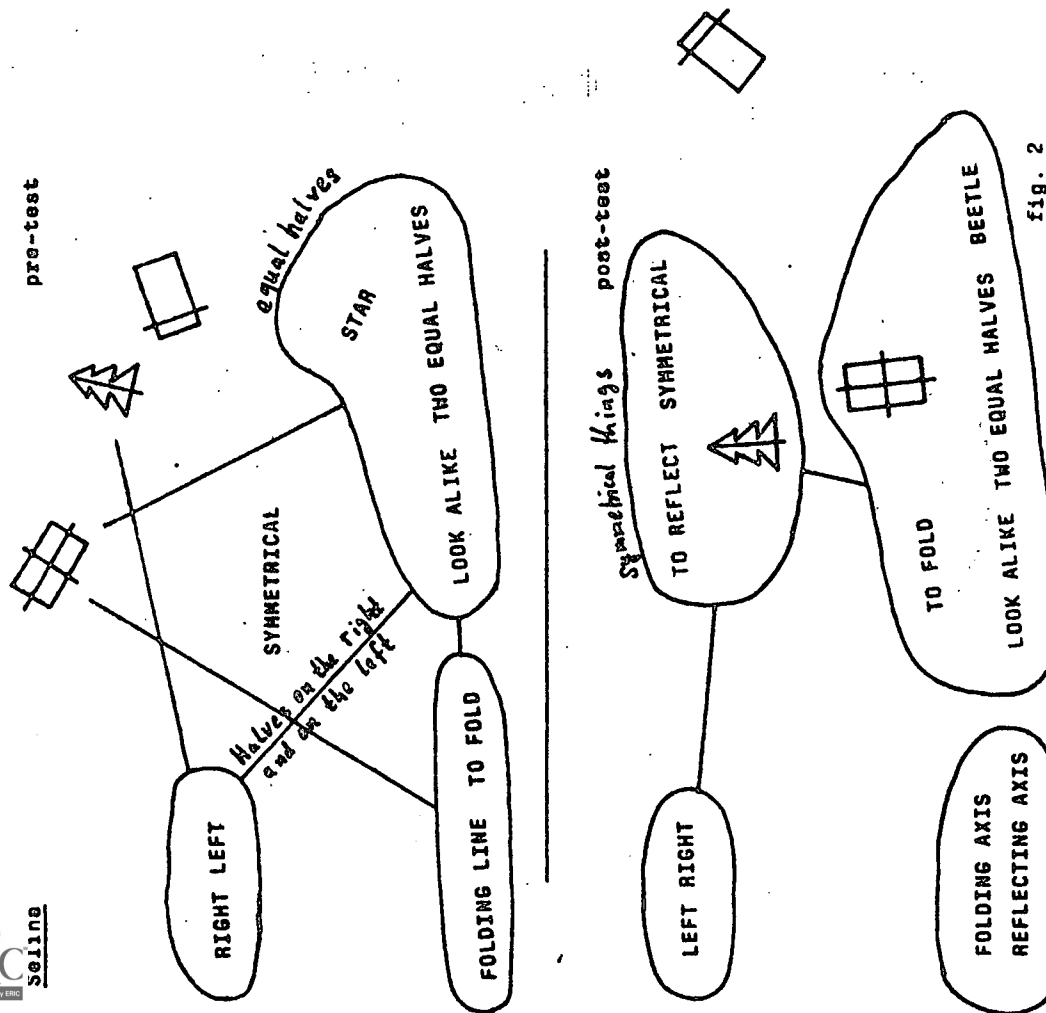 Selina
pre-test
RIGHT LEFT
Halves on the right
and on the left
SYMMETRICAL
equal halves
STAR
FOLDING LINE TO FOLD
LOOK ALIKE TWO EQUAL HALVES
post-test
Symmetrical things
LEFT RIGHT
TO REFLECT SYMMETRICAL
TO FOLD
FOLDING AXIS
REFLECTING AXIS
LOOK ALIKE TWO EQUAL HALVES BEETLE
fig. 2
by ERIC